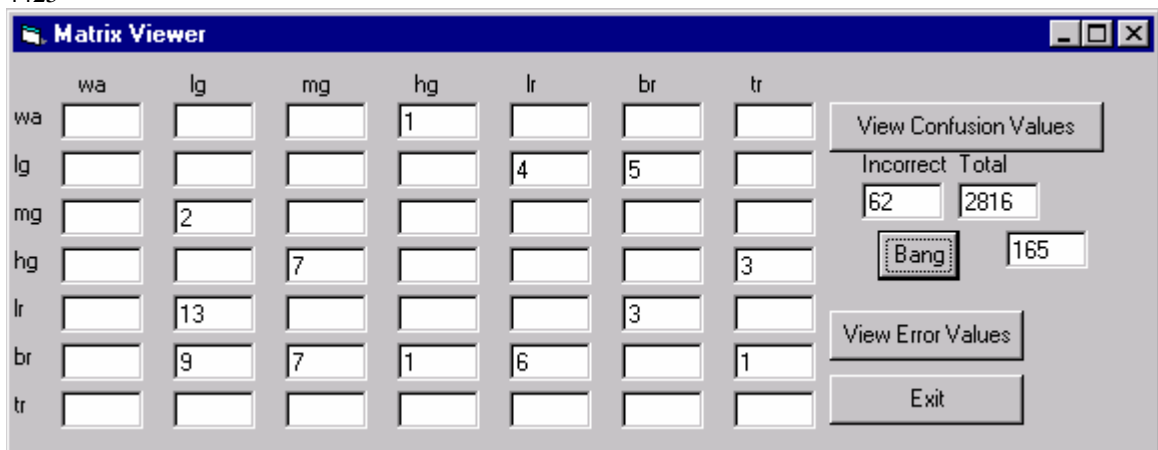 Matrix Viewer
wa lg mg hg lr br tr
wa 1
View Confusion Values
lg 4 5
Incorrect Total
mg 2
62 2816
hg 7 3
Bang 165
lr 13 3
View Error Values
br 9 7 1 6 1
Exit
tr